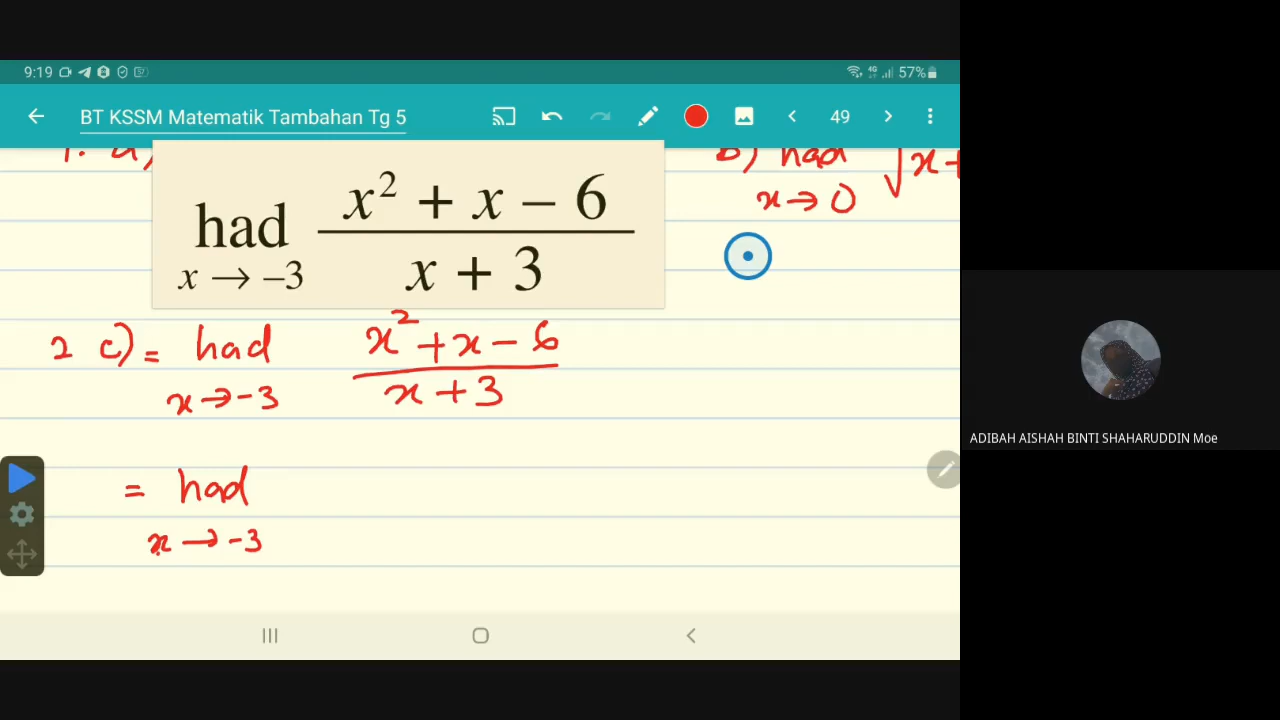 9:19 57%
BT KSSM Matematik Tambahan Tg 5 49
1. a)
b) had √x+
x → 0
had x² + x – 6
x → –3 x + 3
2 c) = had x² + x – 6
x → –3 x + 3
= had
x → –3
ADIBAH AISHAH BINTI SHAHARUDDIN Moe